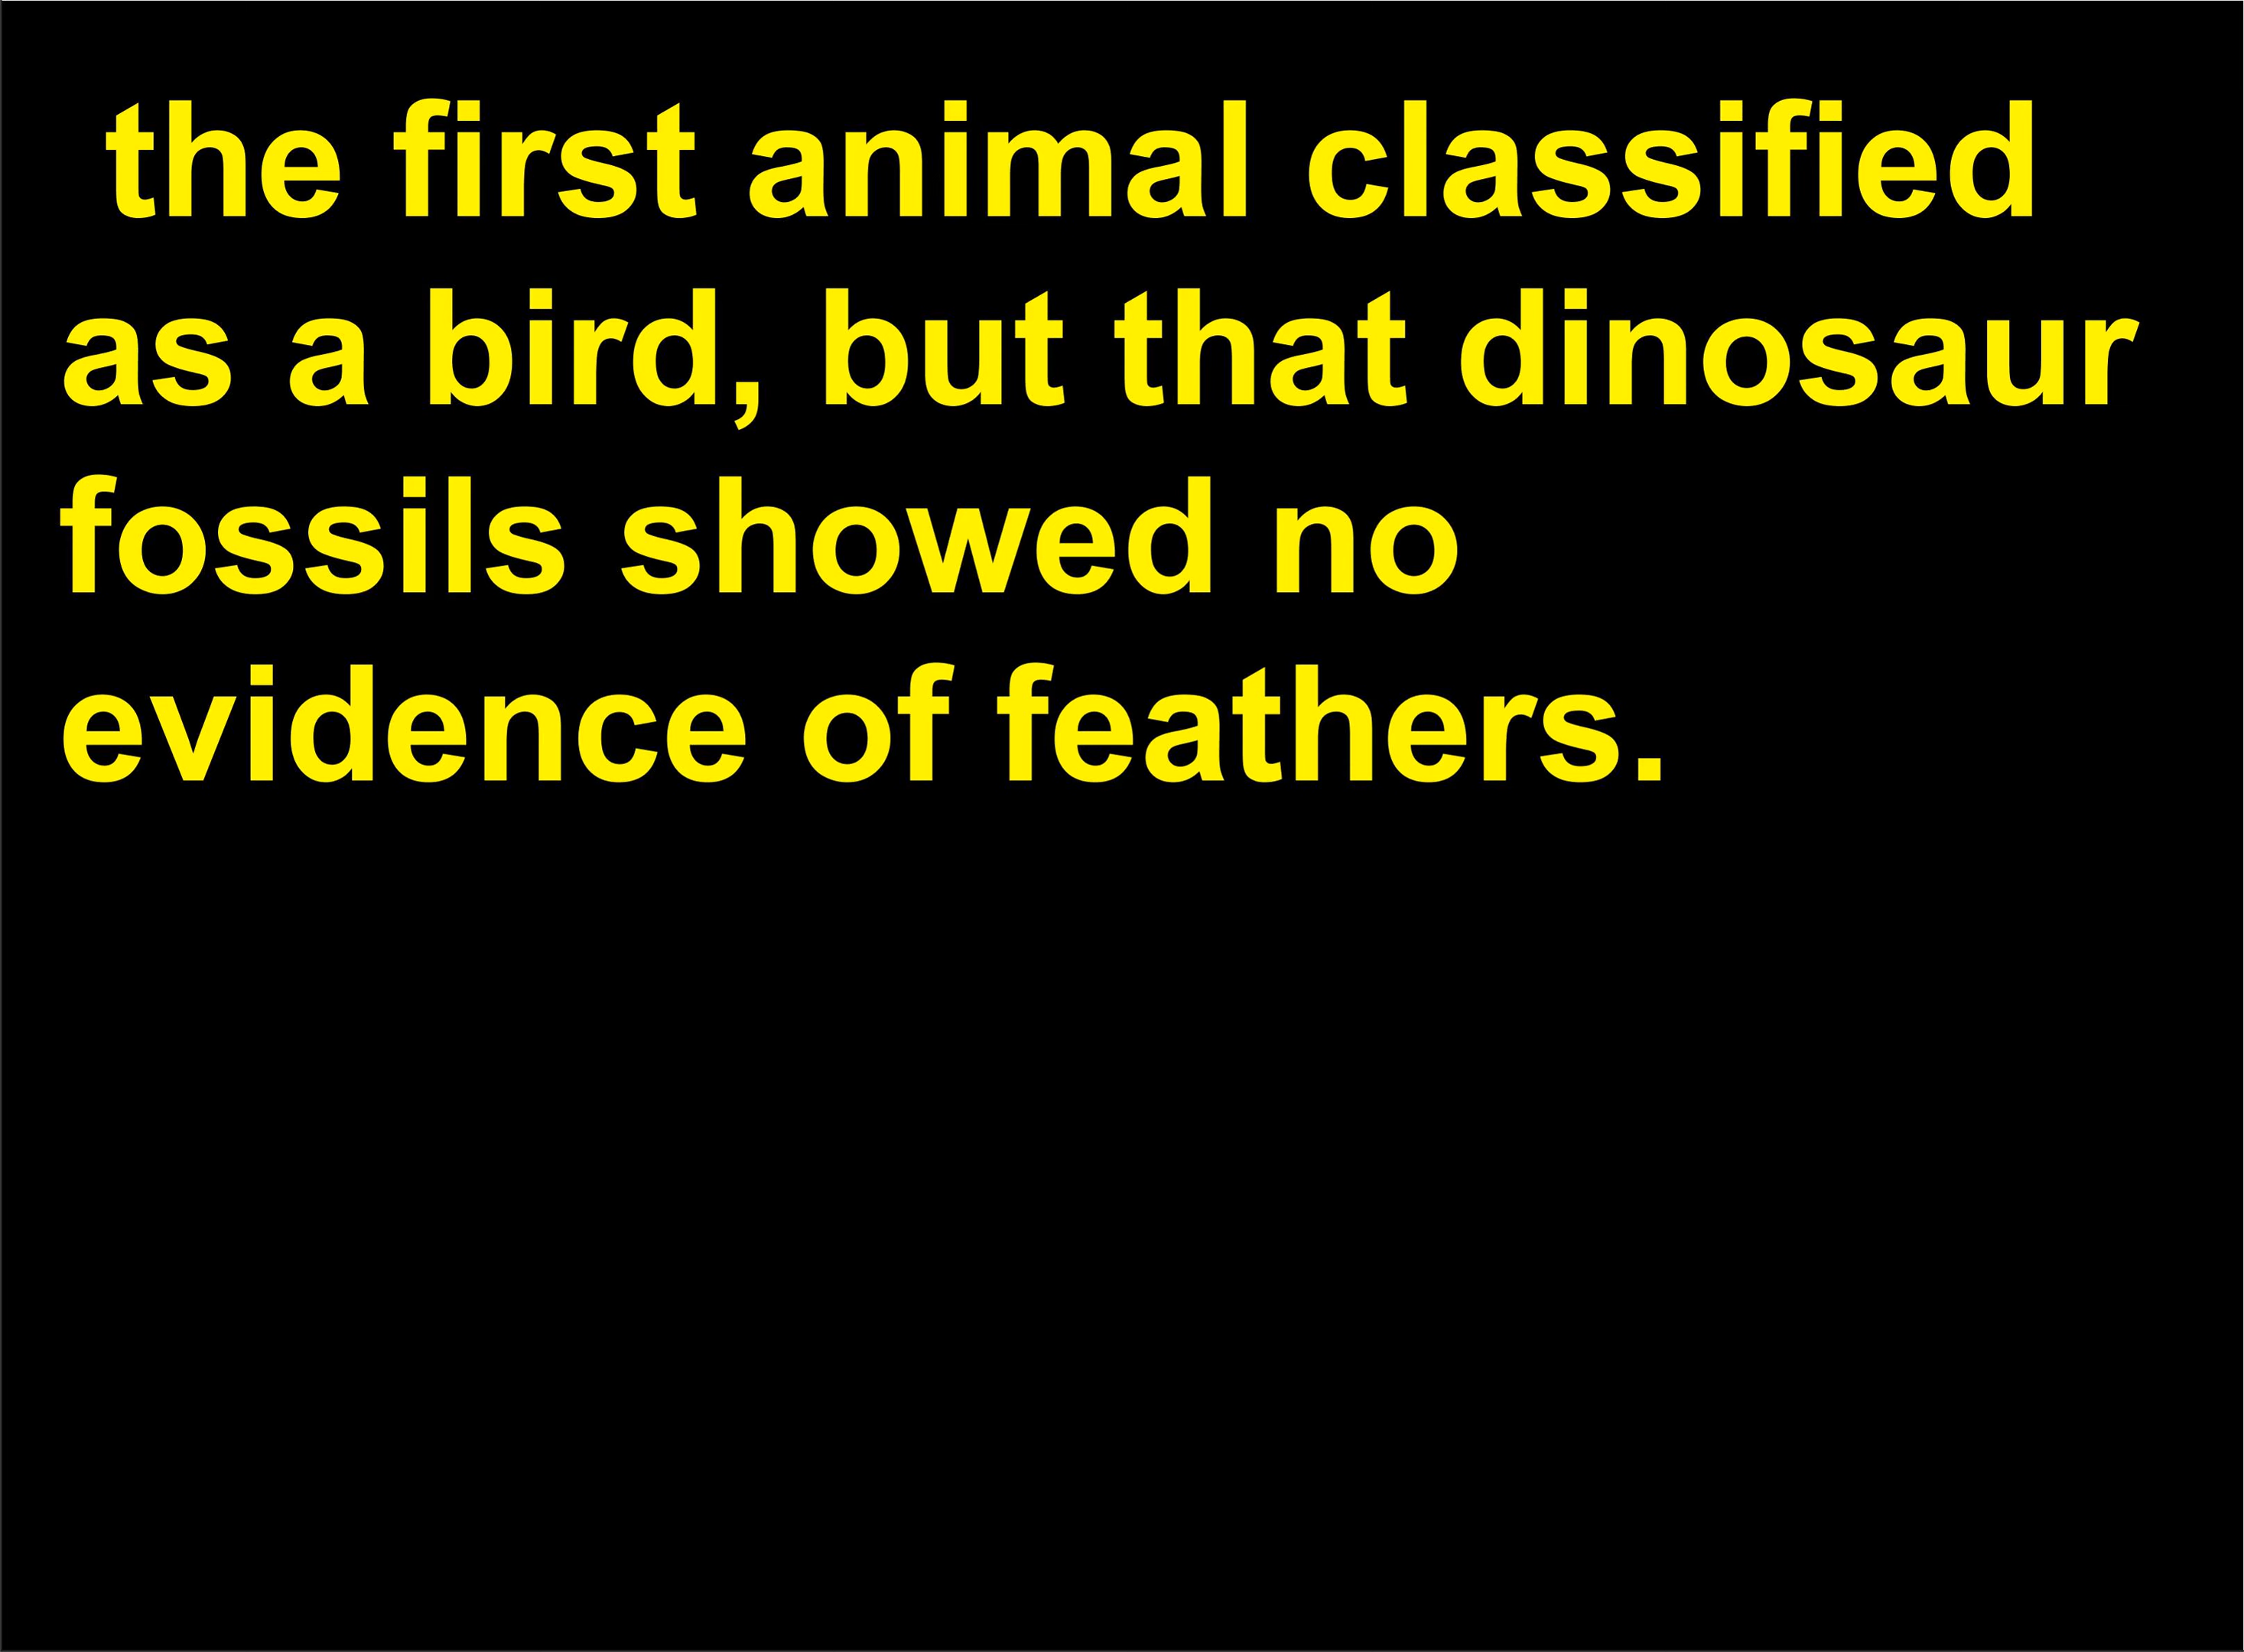 the first animal classified
as a bird, but that dinosaur
fossils showed no
evidence of feathers.